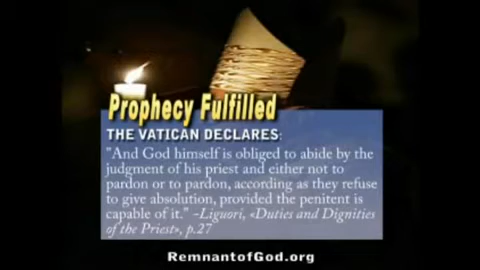 Prophecy Fulfilled
THE VATICAN DECLARES:
"And God himself is obliged to abide by the
judgment of his priest and either not to
pardon or to pardon, according as they refuse
to give absolution, provided the penitent is
capable of it." -Liguori, «Duties and Dignities
of the Priest», p.27
RemnantofGod.org